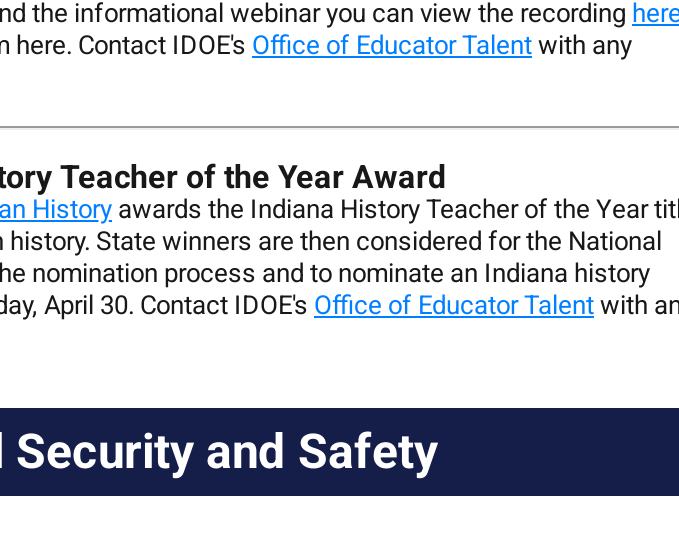 nd the informational webinar you can view the recording here
here. Contact IDOE's Office of Educator Talent with any
tory Teacher of the Year Award
an History awards the Indiana History Teacher of the Year tit
history. State winners are then considered for the National
he nomination process and to nominate an Indiana history
day, April 30. Contact IDOE's Office of Educator Talent with an
Security and Safety